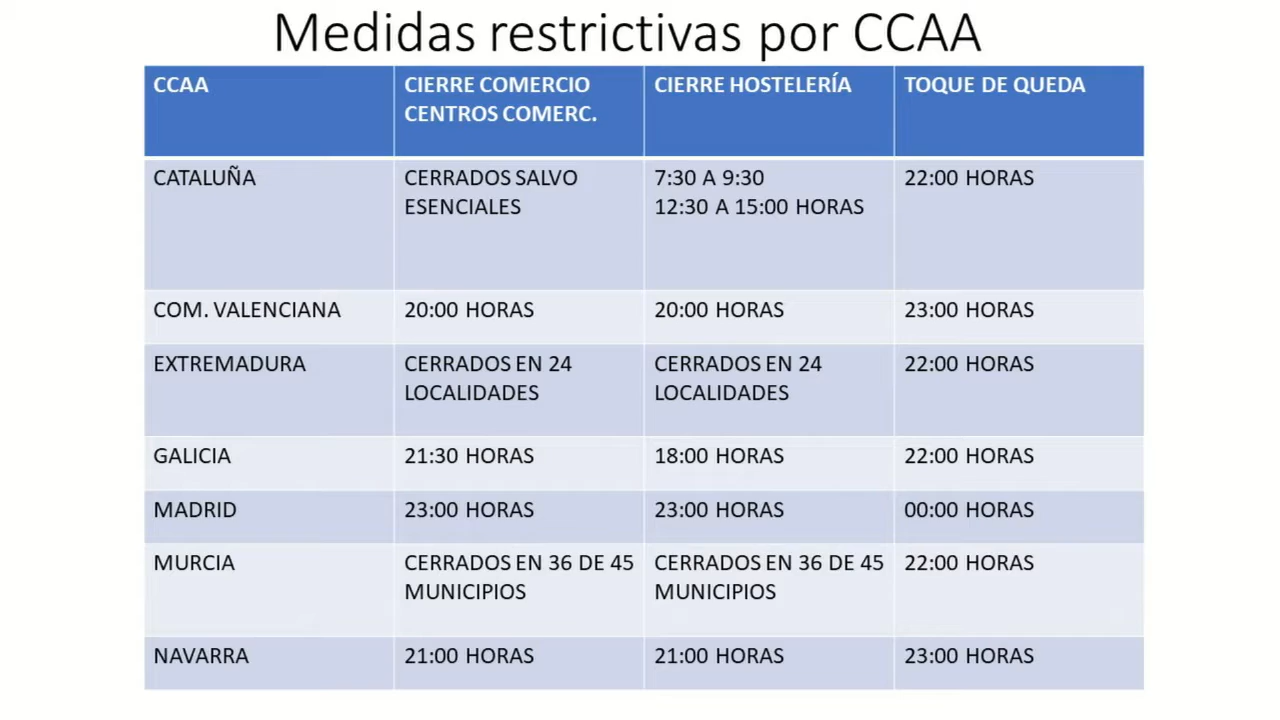 Medidas restrictivas por CCAA
CCAA
CIERRE COMERCIO
CENTROS COMERC.
CIERRE HOSTELERÍA
TOQUE DE QUEDA
CATALUÑA
CERRADOS SALVO
ESENCIALES
7:30 A 9:30
12:30 A 15:00 HORAS
22:00 HORAS
COM. VALENCIANA
20:00 HORAS
20:00 HORAS
23:00 HORAS
EXTREMADURA
CERRADOS EN 24
LOCALIDADES
CERRADOS EN 24
LOCALIDADES
22:00 HORAS
GALICIA
21:30 HORAS
18:00 HORAS
22:00 HORAS
MADRID
23:00 HORAS
23:00 HORAS
00:00 HORAS
MURCIA
CERRADOS EN 36 DE 45
MUNICIPIOS
CERRADOS EN 36 DE 45
MUNICIPIOS
22:00 HORAS
NAVARRA
21:00 HORAS
21:00 HORAS
23:00 HORAS